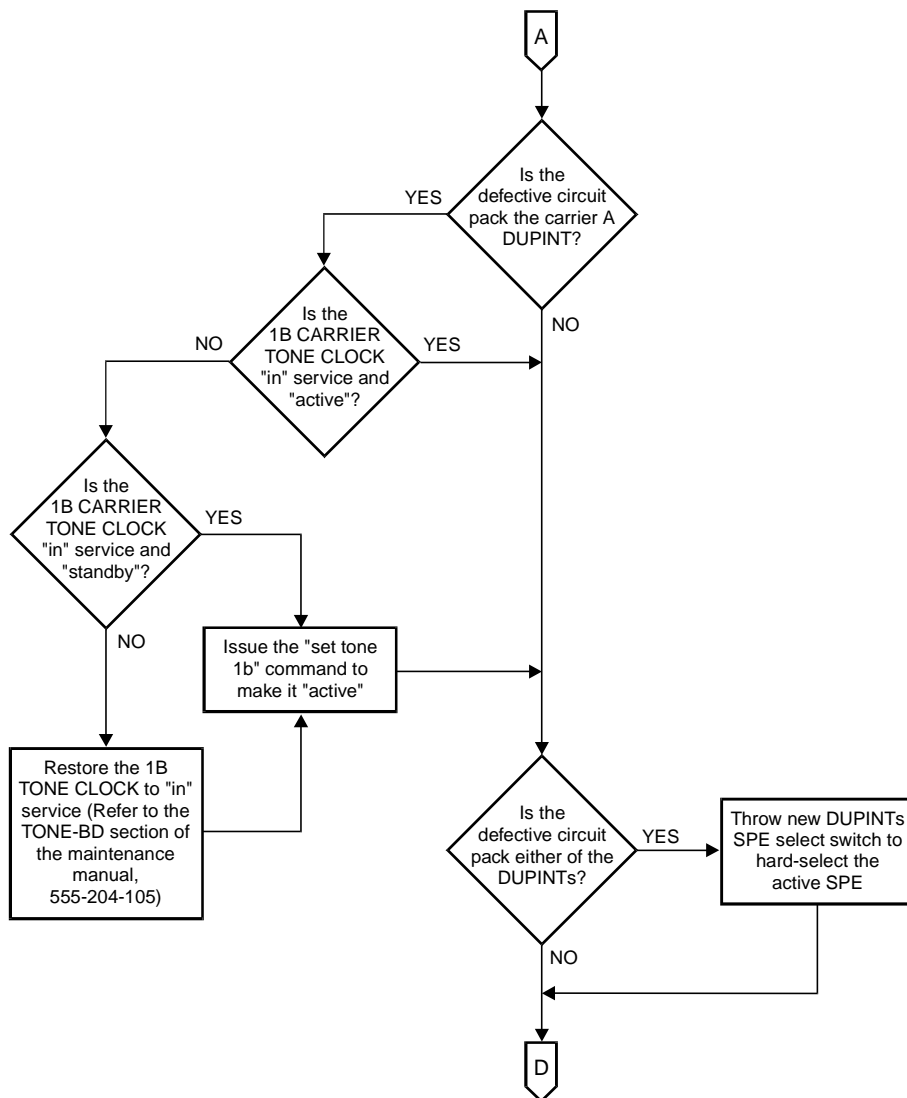 A
Is the
defective circuit
pack the carrier A
DUPINT?
YES
NO
Is the
1B CARRIER
TONE CLOCK
"in" service and
"active"?
NO
YES
Is the
1B CARRIER
TONE CLOCK
"in" service and
"standby"?
YES
NO
Issue the "set tone
1b" command to
make it "active"
Restore the 1B
TONE CLOCK to "in"
service (Refer to the
TONE-BD section of
the maintenance
manual,
555-204-105)
Is the
defective circuit
pack either of the
DUPINTs?
YES
NO
Throw new DUPINTs
SPE select switch to
hard-select the
active SPE
D